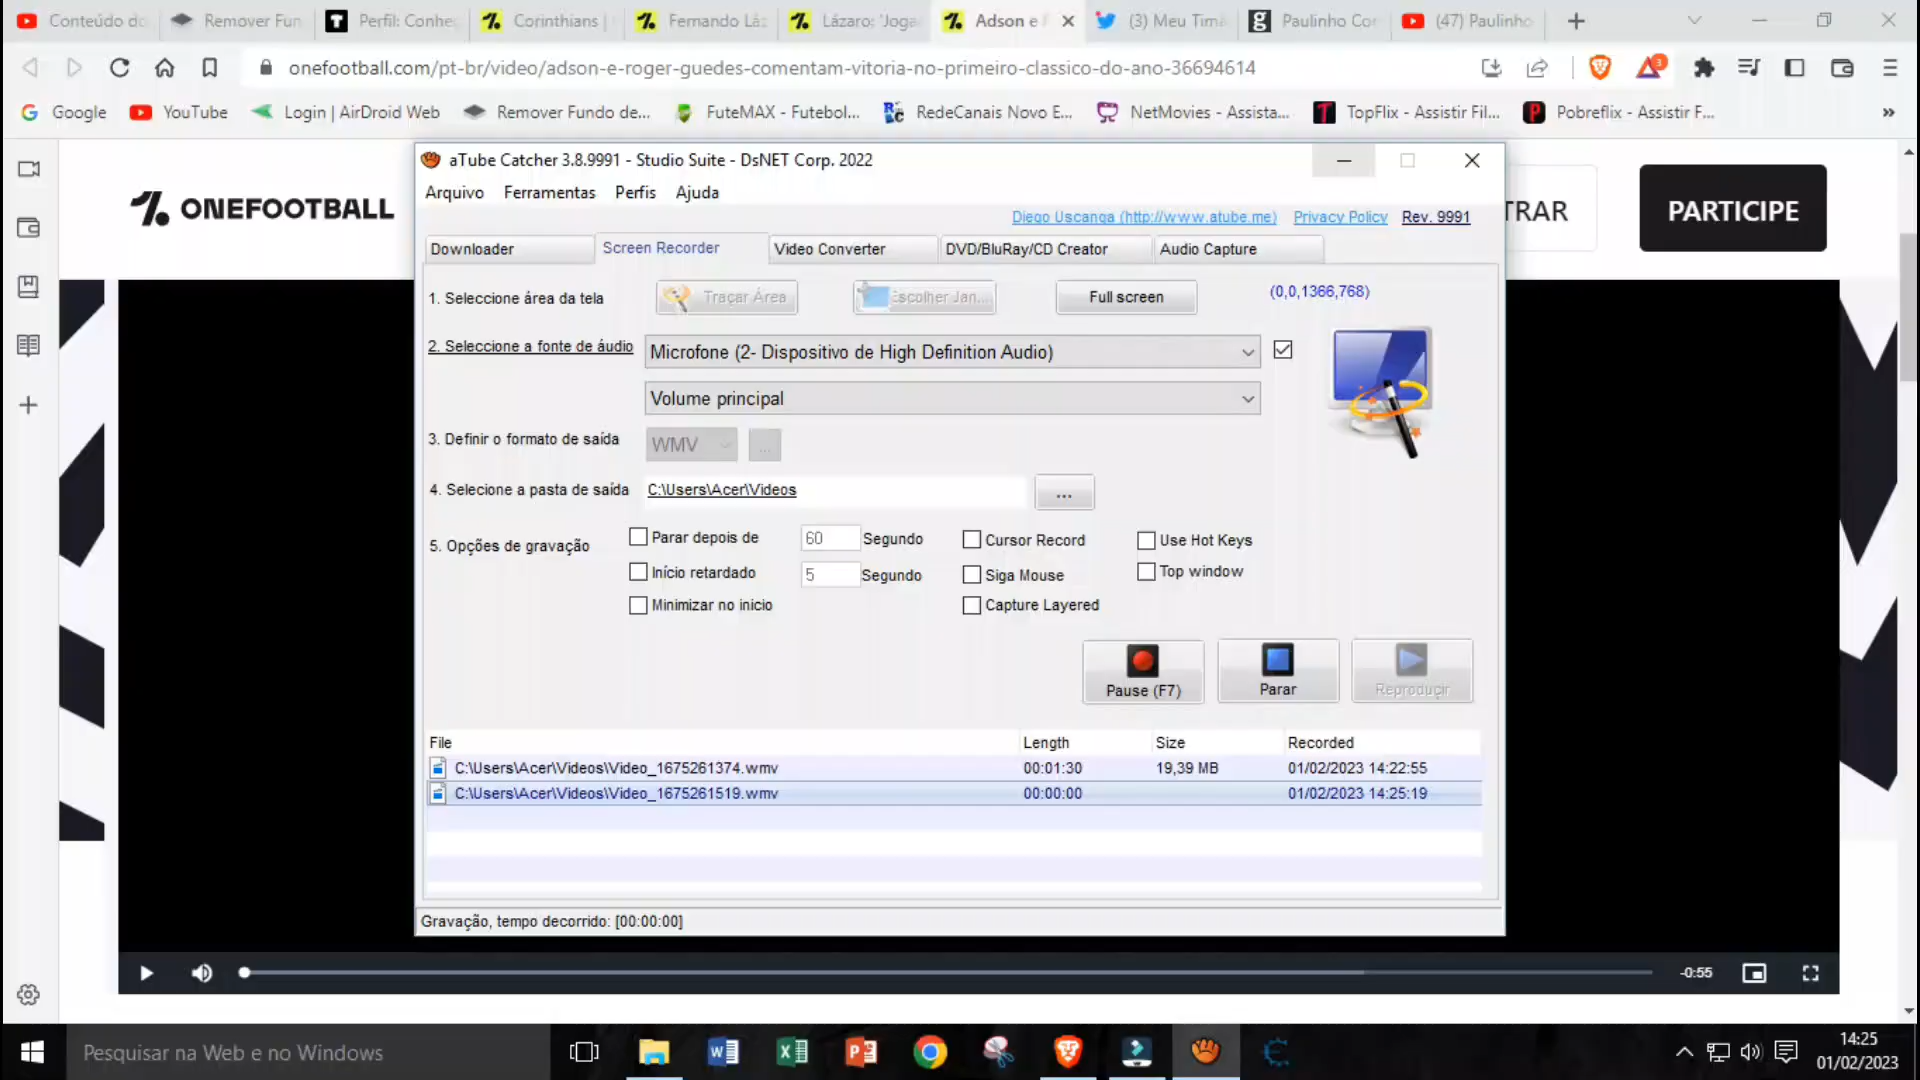 Conteúdo do
Remover Fun
Perfil: Conhe
Corinthians |
Fernando Láz
Lázaro: 'Joga
Adson e
(3) Meu Tim
Paulinho Co
(47) Paulinho
onefootball.com/pt-br/video/adson-e-roger-guedes-comentam-vitoria-no-primeiro-classico-do-ano-36694614
3
Google
YouTube
Login | AirDroid Web
Remover Fundo de...
FuteMAX - Futebol...
RedeCanais Novo E...
NetMovies - Assista...
TopFlix - Assistir Fil...
Pobreflix - Assistir F...
»
ONEFOOTBALL
TRAR
PARTICIPE
aTube Catcher 3.8.9991 - Studio Suite - DsNET Corp. 2022
Arquivo Ferramentas Perfis Ajuda
Diego Uscanga (http://www.atube.me) Privacy Policy Rev. 9991
Downloader
Screen Recorder
Video Converter
DVD/BluRay/CD Creator
Audio Capture
1. Seleccione área da tela
Traçar Área
Escolher Jan...
Full screen
(0,0,1366,768)
2. Seleccione a fonte de áudio
Microfone (2- Dispositivo de High Definition Audio)
Volume principal
3. Definir o formato de saída
WMV
...
4. Selecione a pasta de saída
C:\Users\Acer\Videos
...
5. Opções de gravação
Parar depois de
60 Segundo
Cursor Record
Use Hot Keys
Início retardado
5 Segundo
Siga Mouse
Top window
Minimizar no inicio
Capture Layered
Pause (F7)
Parar
Reproduçir
File Length Size Recorded
C:\Users\Acer\Videos\Video_1675261374.wmv 00:01:30 19,39 MB 01/02/2023 14:22:55
C:\Users\Acer\Videos\Video_1675261519.wmv 00:00:00 01/02/2023 14:25:19
Gravação, tempo decorrido: [00:00:00]
-0:55
Pesquisar na Web e no Windows
14:25
01/02/2023